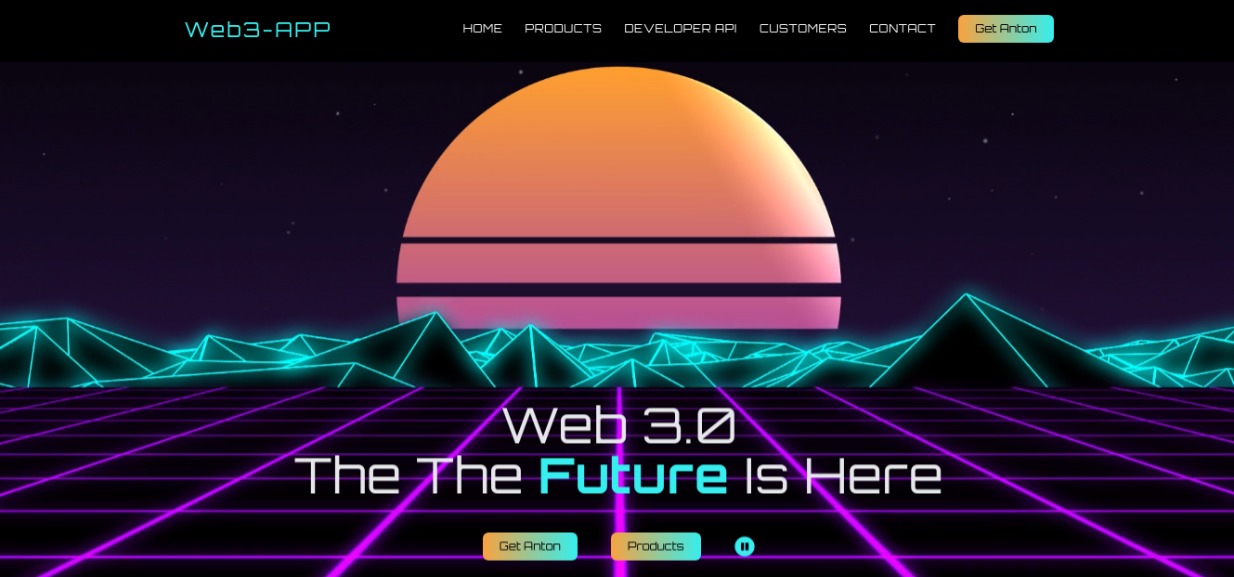 Web3-APP
HOME PRODUCTS DEVELOPER API CUSTOMERS CONTACT Get Anton
Web 3.0
The The Future Is Here
Get Anton Products